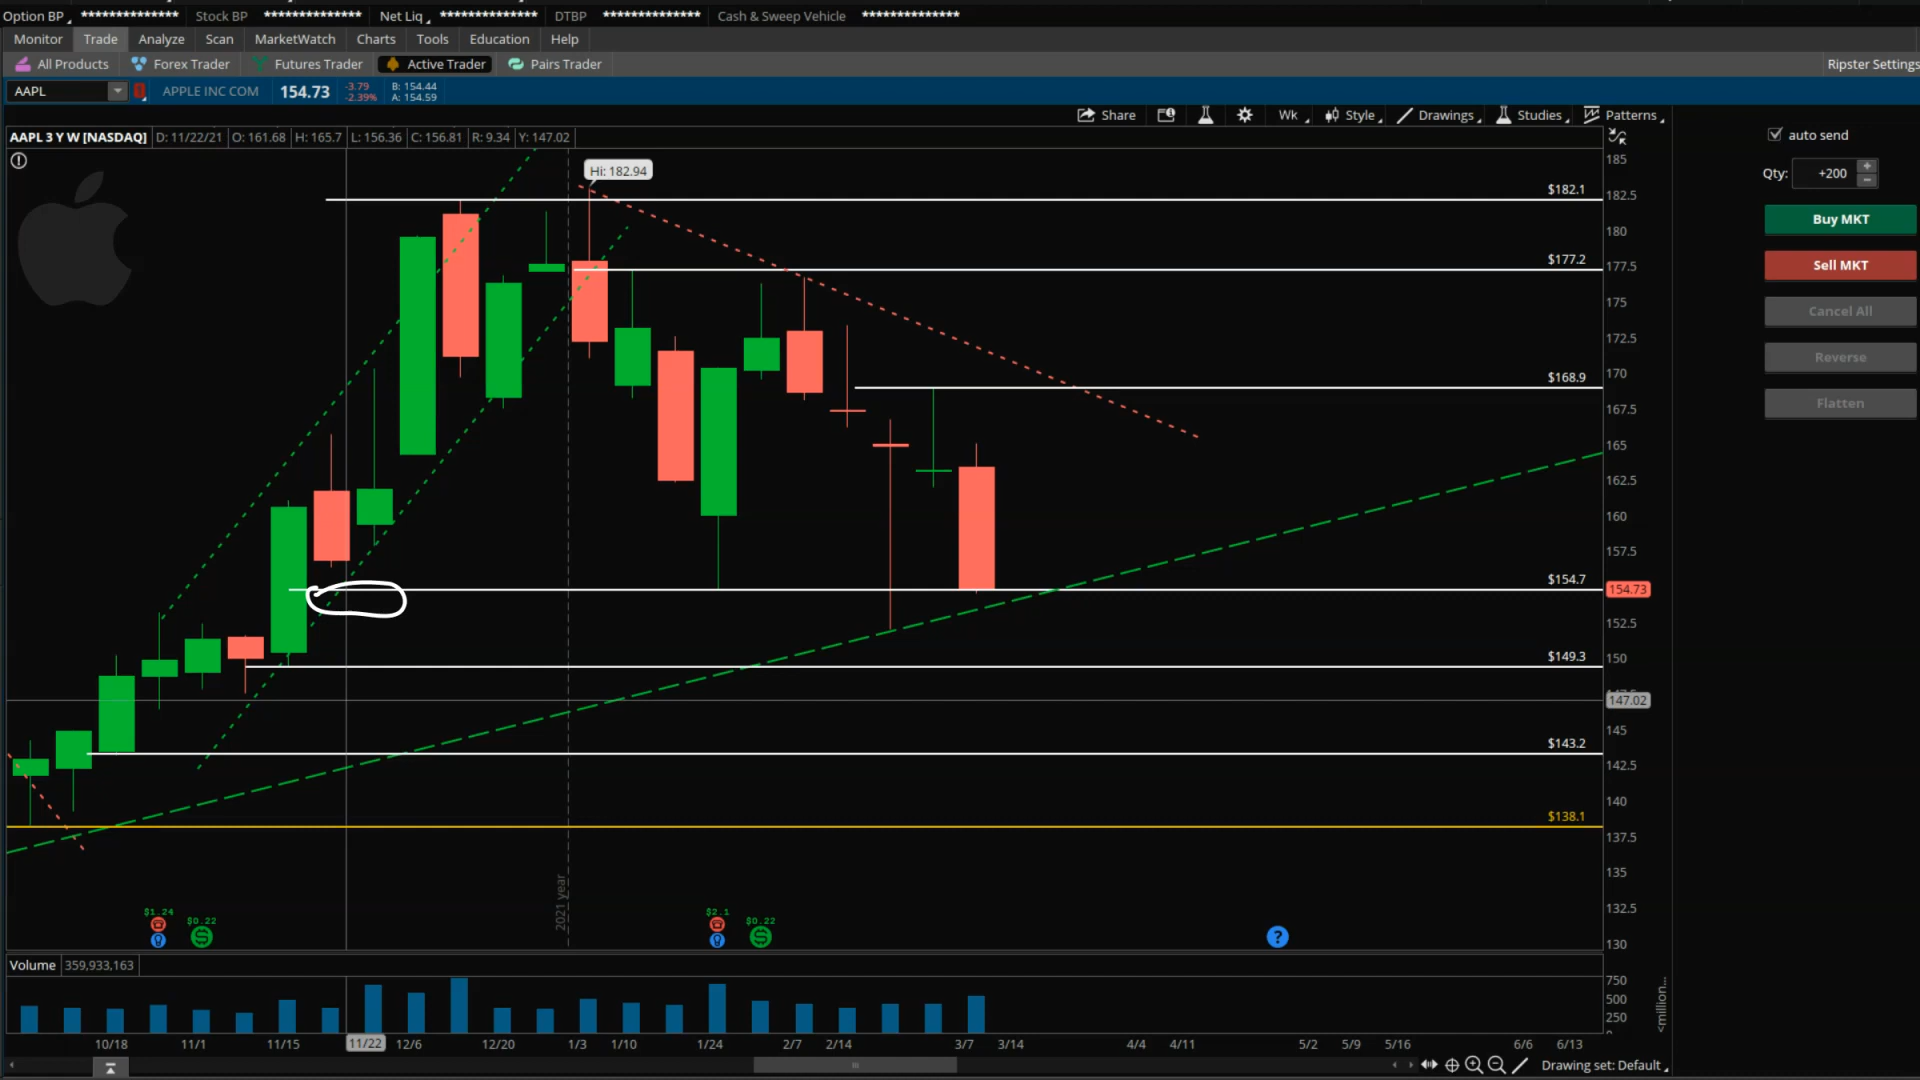 Option BP ************** Stock BP ************** Net Liq ************** DTBP ************** Cash & Sweep Vehicle **************
Monitor Trade Analyze Scan MarketWatch Charts Tools Education Help
All Products Forex Trader Futures Trader Active Trader Pairs Trader Ripster Settings
AAPL APPLE INC COM 154.73 -3.79 B: 154.44
-2.39% A: 154.59
Share Wk Style Drawings Studies Patterns
AAPL 3 Y W [NASDAQ] D: 11/22/21 O: 161.68 H: 165.7 L: 156.36 C: 156.81 R: 9.34 Y: 147.02
auto send
Qty: +200
Buy MKT
Sell MKT
Cancel All
Reverse
Flatten
Hi: 182.94
$182.1
$177.2
$168.9
$154.7
$149.3
$143.2
$138.1
185
182.5
180
177.5
175
172.5
170
167.5
165
162.5
160
157.5
154.73
152.5
150
147.02
145
142.5
140
137.5
135
132.5
130
2021 year
$1.24 $0.22 $2.1 $0.22
?
Volume 359,933,163
750
500
250
<million...
10/18 11/1 11/15 11/22 12/6 12/20 1/3 1/10 1/24 2/7 2/14 3/7 3/14 4/4 4/11 5/2 5/9 5/16 6/6 6/13
Drawing set: Default